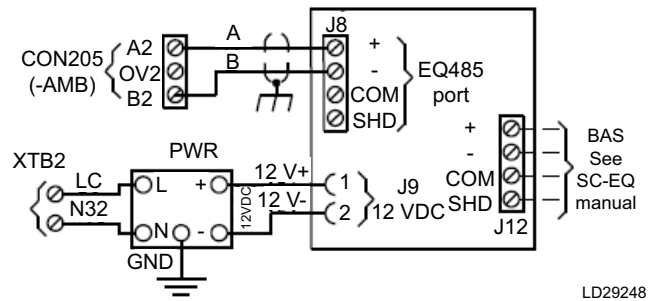 J8
A2
A
+
CON205
(-AMB)
OV2
B
-
EQ485
port
B2
COM
SHD
+
BAS
-
See
COM
SC-EQ
SHD
manual
J12
XTB2
PWR
LC
L
+
12 V+
1
J9
12VDC
N32
N
-
12 V-
2
12 VDC
GND
LD29248